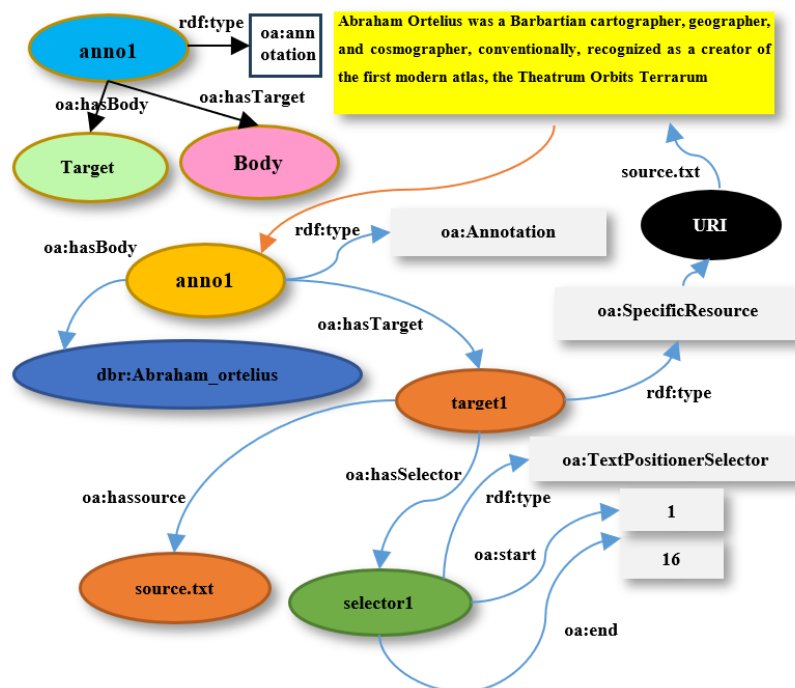 rdf:type
anno1
oa:ann
otation
oa:hasBody
oa:hasTarget
Target
Body
Abraham Ortelius was a Barbartian cartographer, geographer,
and cosmographer, conventionally, recognized as a creator of
the first modern atlas, the Theatrum Orbits Terrarum
source.txt
URI
oa:hasBody
rdf:type
oa:Annotation
anno1
oa:SpecificResource
oa:hasTarget
dbr:Abraham_ortelius
target1
rdf:type
oa:hasSelector
oa:TextPositionerSelector
oa:hassource
rdf:type
1
oa:start
16
source.txt
selector1
oa:end